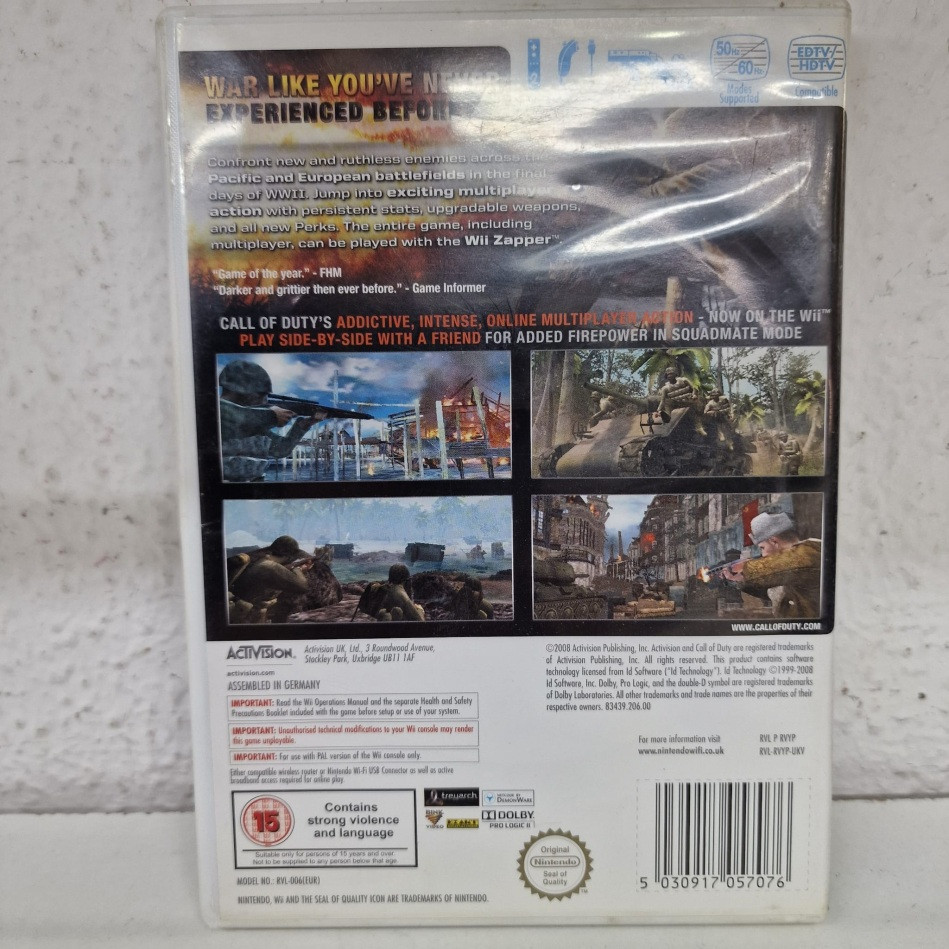 50Hz
60Hz
Modes
Supported
EDTV/
HDTV
Compatible
WAR LIKE YOU'VE NEVER
EXPERIENCED BEFORE
Confront new and ruthless enemies across the
Pacific and European battlefields in the final
days of WWII. Jump into exciting multiplayer
action with persistent stats, upgradable weapons,
and all new Perks. The entire game, including
multiplayer, can be played with the Wii Zapper™.
"Game of the year." - FHM
"Darker and grittier then ever before." - Game Informer
CALL OF DUTY'S ADDICTIVE, INTENSE, ONLINE MULTIPLAYER ACTION - NOW ON THE Wii™
PLAY SIDE-BY-SIDE WITH A FRIEND FOR ADDED FIREPOWER IN SQUADMATE MODE
WWW.CALLOFDUTY.COM
ACTIVISION.
activision.com
Activision UK, Ltd., 3 Roundwood Avenue,
Stockley Park, Uxbridge UB11 1AF
ASSEMBLED IN GERMANY
IMPORTANT: Read the Wii Operations Manual and the separate Health and Safety
Precautions Booklet included with the game before setup or use of your system.
IMPORTANT: Unauthorised technical modifications to your Wii console may render
this game unplayable.
IMPORTANT: For use with PAL version of the Wii console only.
Either compatible wireless router or Nintendo Wi-Fi USB Connector as well as active
broadband access required for online play.
©2008 Activision Publishing, Inc. Activision and Call of Duty are registered trademarks
of Activision Publishing, Inc. All rights reserved. This product contains software
technology licensed from Id Software ("Id Technology"). Id Technology ©1999-2008
Id Software, Inc. Dolby, Pro Logic, and the double-D symbol are registered trademarks
of Dolby Laboratories. All other trademarks and trade names are the properties of their
respective owners. 83439.206.00
For more information visit
www.nintendowifi.co.uk
RVL P RVYP
RVL-RVYP-UKV
15
Contains
strong violence
and language
Suitable only for persons of 15 years and over.
Not to be supplied to any person below that age.
treyarch
DEMONWARE
BINK
VIDEO
DOLBY
PRO LOGIC II
Original
Nintendo
Seal of
Quality
TM
5 030917 057076
MODEL NO.: RVL-006(EUR)
NINTENDO, Wii AND THE SEAL OF QUALITY ICON ARE TRADEMARKS OF NINTENDO.